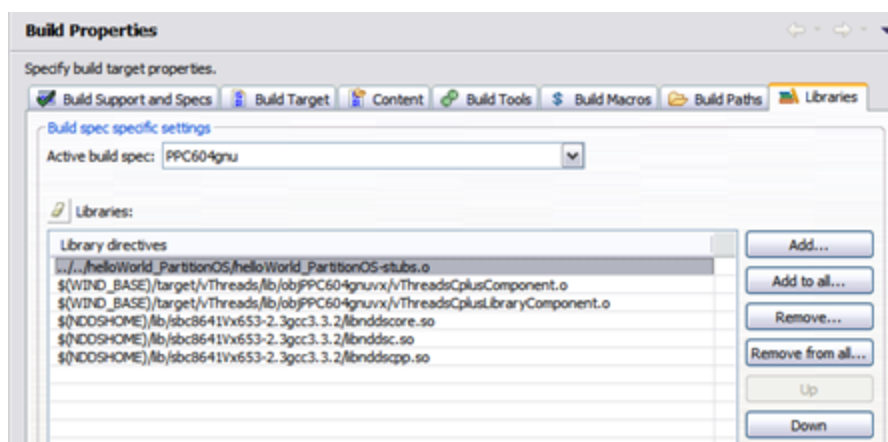 Build Properties
Specify build target properties.
Build Support and Specs Build Target Content Build Tools $ Build Macros Build Paths Libraries
Build spec specific settings
Active build spec: PPC604gnu
Libraries:
Library directives
../../helloWorld_PartitionOS/helloWorld_PartitionOS-stubs.o
$(WIND_BASE)/target/vThreads/lib/objPPC604gnuvx/vThreadsCplusComponent.o
$(WIND_BASE)/target/vThreads/lib/objPPC604gnuvx/vThreadsCplusLibraryComponent.o
$(NDDSHOME)/lib/sbc8641Vx653-2.3gcc3.3.2/libnddscore.so
$(NDDSHOME)/lib/sbc8641Vx653-2.3gcc3.3.2/libnddsc.so
$(NDDSHOME)/lib/sbc8641Vx653-2.3gcc3.3.2/libnddscpp.so
Add...
Add to all...
Remove...
Remove from all...
Up
Down